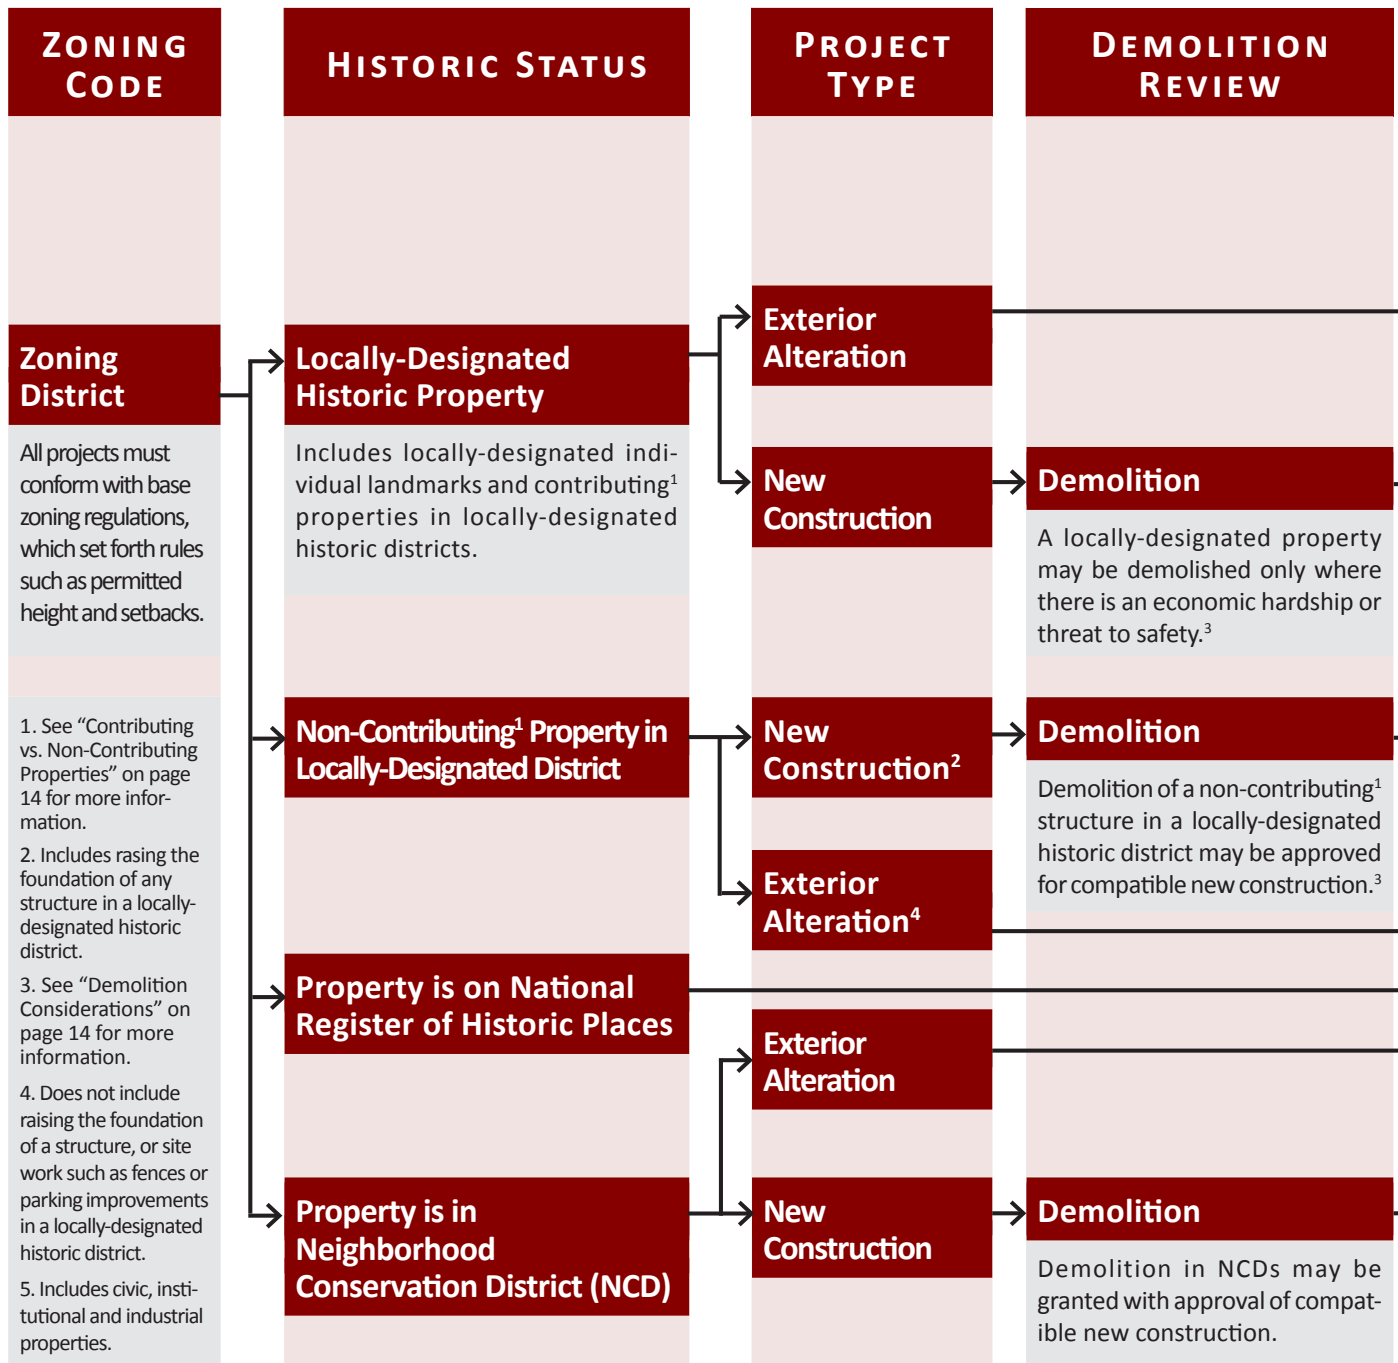 ZONING
CODE
HISTORIC STATUS
PROJECT
TYPE
DEMOLITION
REVIEW
Zoning
District
All projects must
conform with base
zoning regulations,
which set forth rules
such as permitted
height and setbacks.
1. See “Contributing
vs. Non-Contributing
Properties” on page
14 for more infor-
mation.
2. Includes rasing the
foundation of any
structure in a locally-
designated historic
district.
3. See “Demolition
Considerations” on
page 14 for more
information.
4. Does not include
raising the foundation
of a structure, or site
work such as fences or
parking improvements
in a locally-designated
historic district.
5. Includes civic, insti-
tutional and industrial
properties.
Locally-Designated
Historic Property
Includes locally-designated indi-
vidual landmarks and contributing1
properties in locally-designated
historic districts.
Non-Contributing1 Property in
Locally-Designated District
Property is on National
Register of Historic Places
Property is in
Neighborhood
Conservation District (NCD)
Exterior
Alteration
New
Construction
New
Construction2
Exterior
Alteration4
Exterior
Alteration
New
Construction
Demolition
A locally-designated property
may be demolished only where
there is an economic hardship or
threat to safety.3
Demolition
Demolition of a non-contributing1
structure in a locally-designated
historic district may be approved
for compatible new construction.3
Demolition
Demolition in NCDs may be
granted with approval of compat-
ible new construction.